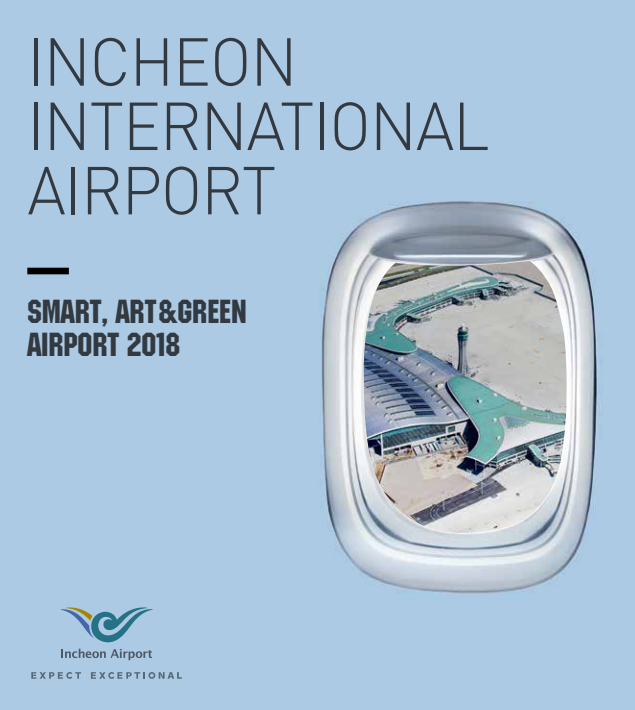 INCHEON
INTERNATIONAL
AIRPORT
SMART, ART&GREEN
AIRPORT 2018
Incheon Airport
EXPECT EXCEPTIONAL